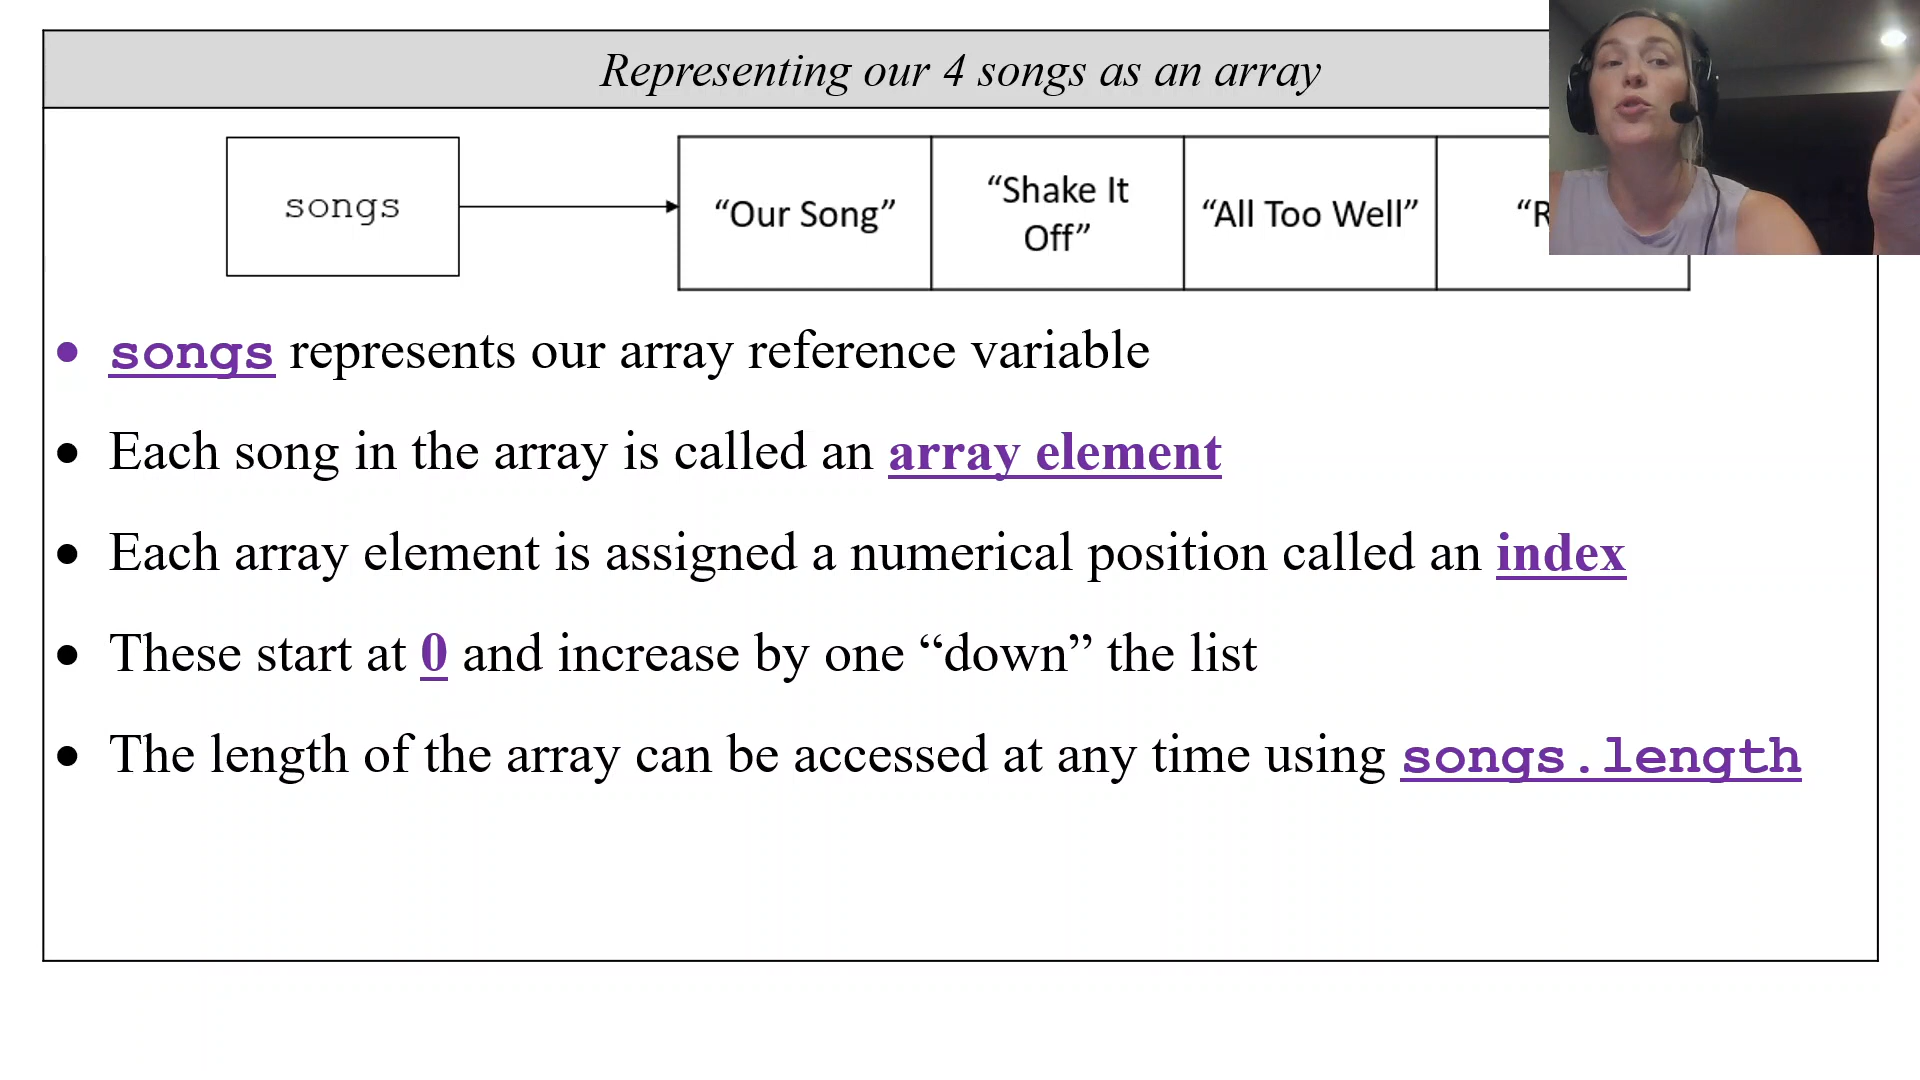 Representing our 4 songs as an array
songs
“Our Song”
“Shake It
Off”
“All Too Well”
songs represents our array reference variable
Each song in the array is called an array element
Each array element is assigned a numerical position called an index
These start at 0 and increase by one “down” the list
The length of the array can be accessed at any time using songs.length